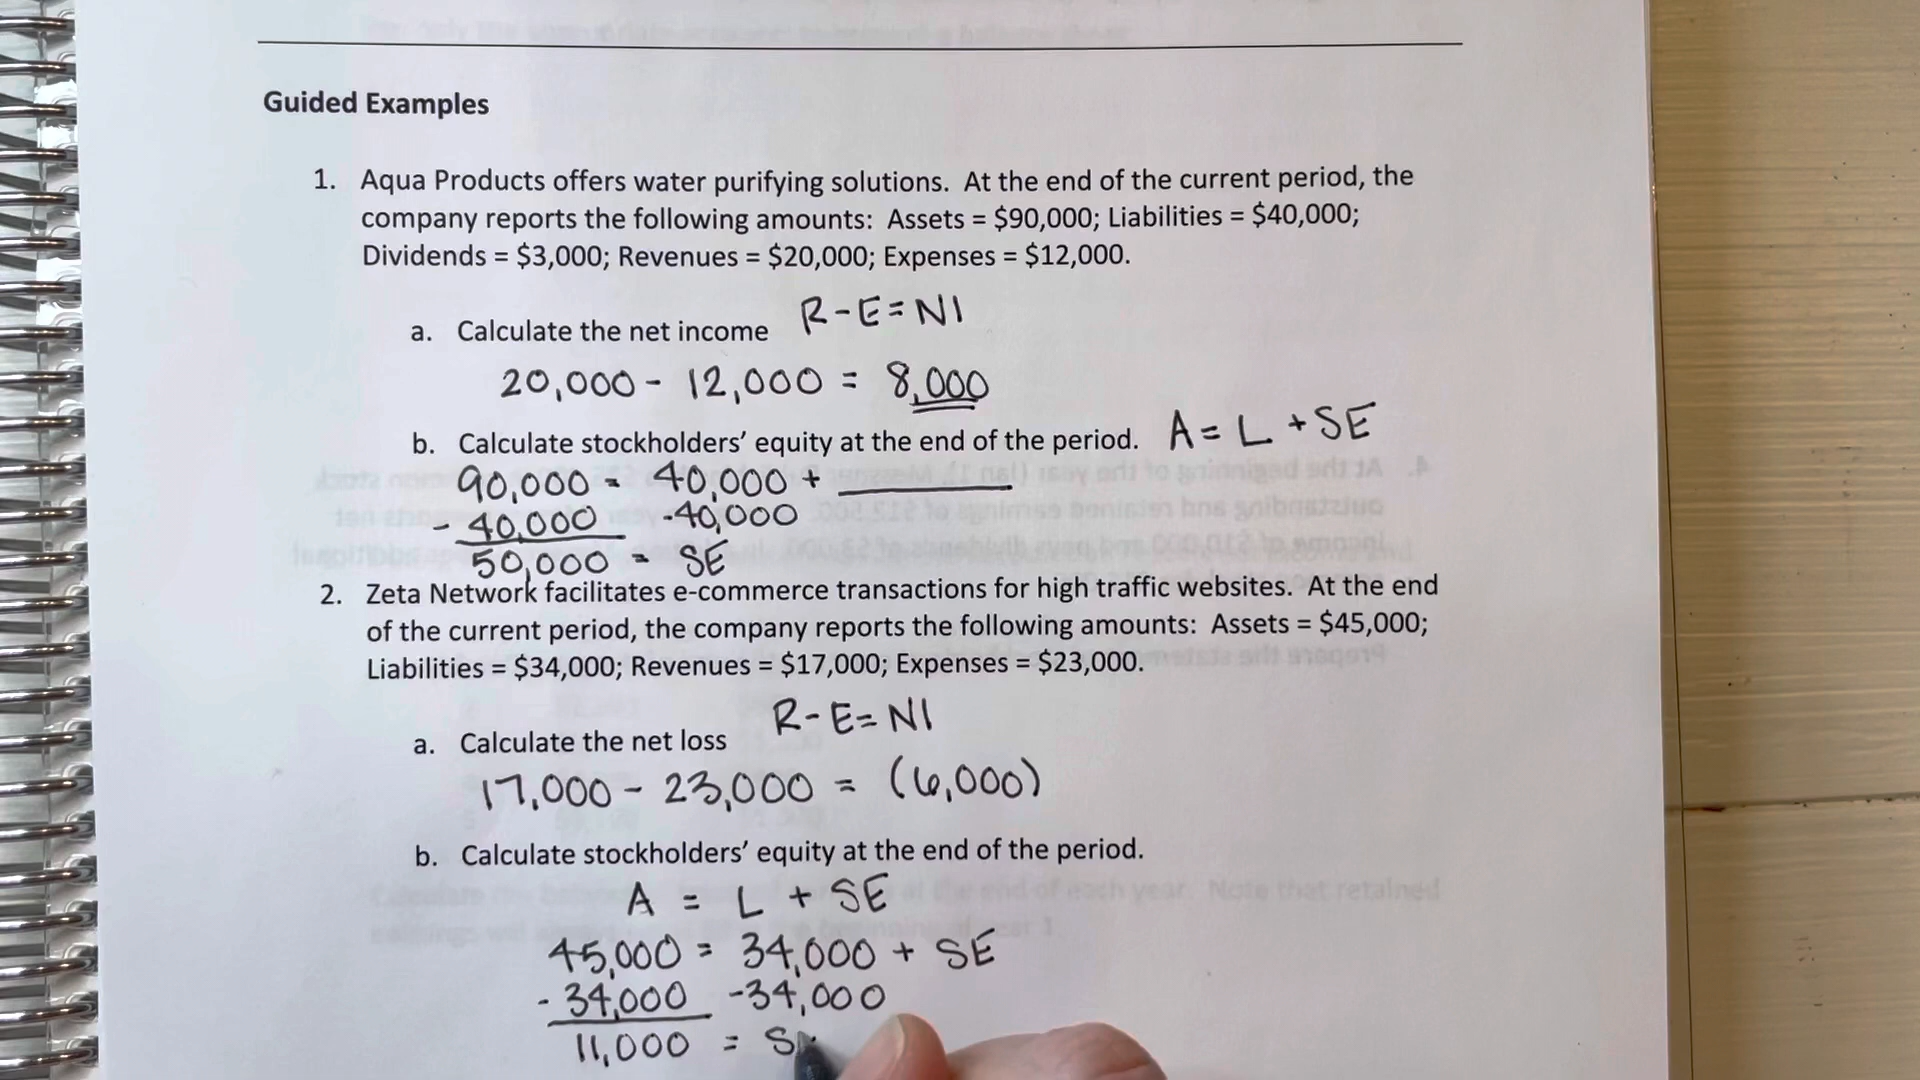 Guided Examples
1. Aqua Products offers water purifying solutions. At the end of the current period, the
company reports the following amounts: Assets = $90,000; Liabilities = $40,000;
Dividends = $3,000; Revenues = $20,000; Expenses = $12,000.
R-E=NI
a. Calculate the net income
20,000 - 12,000 = 8,000
b. Calculate stockholders' equity at the end of the period. A = L + SE
90,000 = 40,000 + ________
- 40,000 -40,000
50,000 = SE
2. Zeta Network facilitates e-commerce transactions for high traffic websites. At the end
of the current period, the company reports the following amounts: Assets = $45,000;
Liabilities = $34,000; Revenues = $17,000; Expenses = $23,000.
R-E=NI
a. Calculate the net loss
17,000 - 23,000 = (6,000)
b. Calculate stockholders' equity at the end of the period.
A = L + SE
45,000 = 34,000 + SE
- 34,000 -34,000
11,000 = S